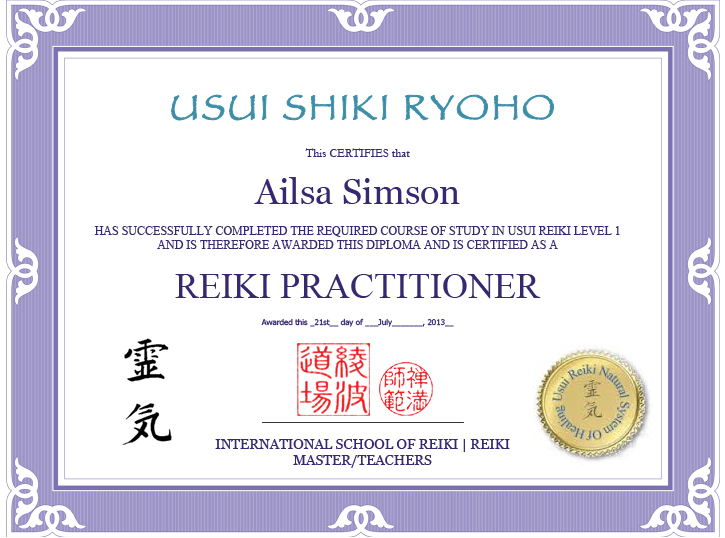 USUI SHIKI RYOHO
This CERTIFIES that
Ailsa Simson
HAS SUCCESSFULLY COMPLETED THE REQUIRED COURSE OF STUDY IN USUI REIKI LEVEL 1
AND IS THEREFORE AWARDED THIS DIPLOMA AND IS CERTIFIED AS A
REIKI PRACTITIONER
Awarded this _21st__ day of ___July_______, 2013__
靈気
綾波道場
禅満師範
Usui Reiki Natural System Of Healing
靈気
INTERNATIONAL SCHOOL OF REIKI | REIKI
MASTER/TEACHERS